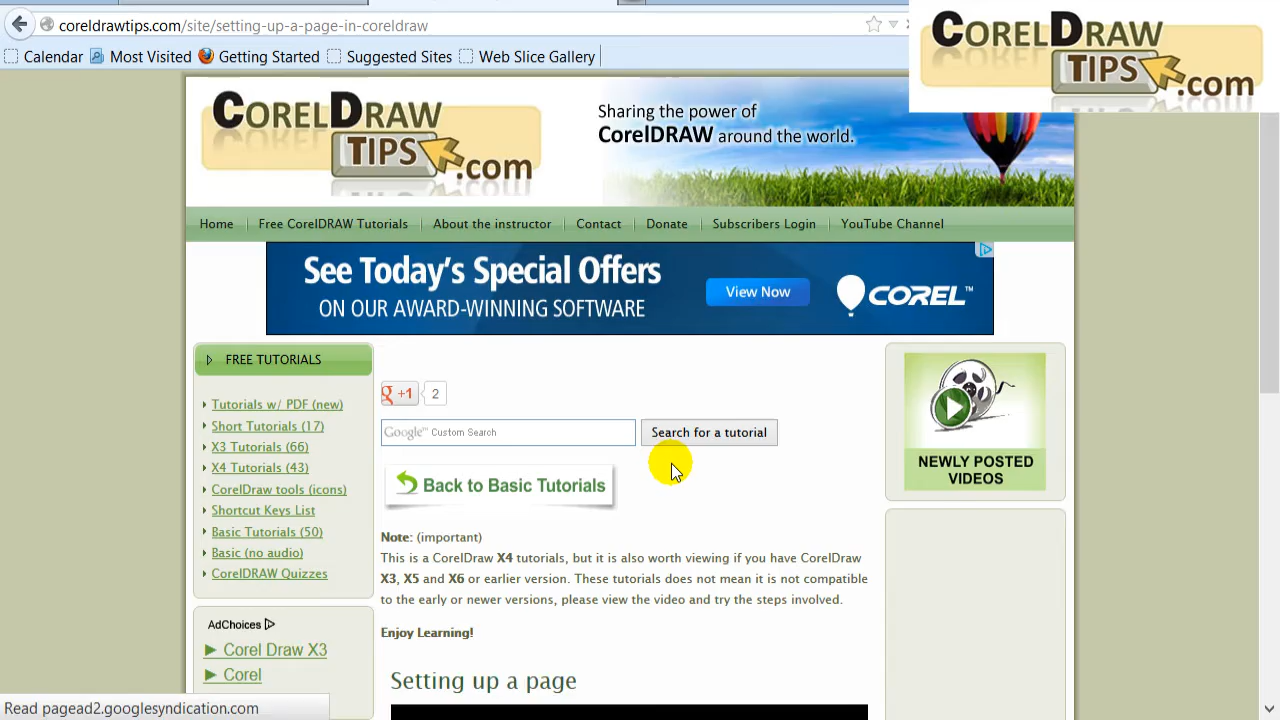 coreldrawtips.com/site/setting-up-a-page-in-coreldraw
Calendar Most Visited Getting Started Suggested Sites Web Slice Gallery
CORELDRAW
TIPS
.com
CORELDRAW
TIPS
.com
Sharing the power of
CorelDRAW around the world.
Home Free CorelDRAW Tutorials About the instructor Contact Donate Subscribers Login YouTube Channel
See Today's Special Offers
ON OUR AWARD-WINNING SOFTWARE
View Now
COREL™
FREE TUTORIALS
Tutorials w/ PDF (new)
Short Tutorials (17)
X3 Tutorials (66)
X4 Tutorials (43)
CorelDraw tools (icons)
Shortcut Keys List
Basic Tutorials (50)
Basic (no audio)
CorelDRAW Quizzes
AdChoices
Corel Draw X3
Corel
g +1 2
Google™ Custom Search
Search for a tutorial
Back to Basic Tutorials
Note: (important)
This is a CorelDraw X4 tutorials, but it is also worth viewing if you have CorelDraw
X3, X5 and X6 or earlier version. These tutorials does not mean it is not compatible
to the early or newer versions, please view the video and try the steps involved.
Enjoy Learning!
Setting up a page
NEWLY POSTED
VIDEOS
Read pagead2.googlesyndication.com